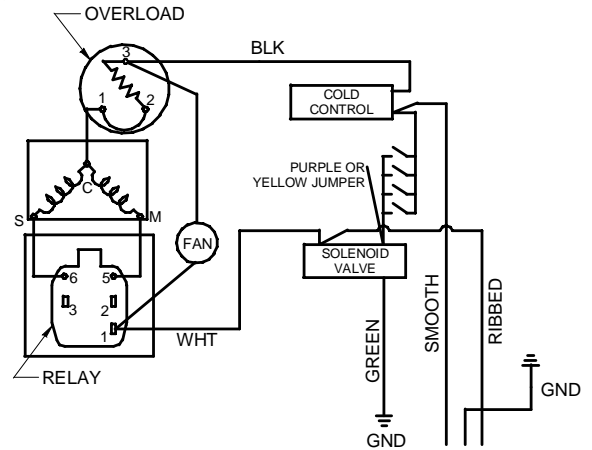 OVERLOAD
3
BLK
1
2
COLD
CONTROL
PURPLE OR
YELLOW JUMPER
C
S
M
FAN
SOLENOID
VALVE
6
5
3
2
1
WHT
RELAY
GREEN
SMOOTH
RIBBED
GND
GND